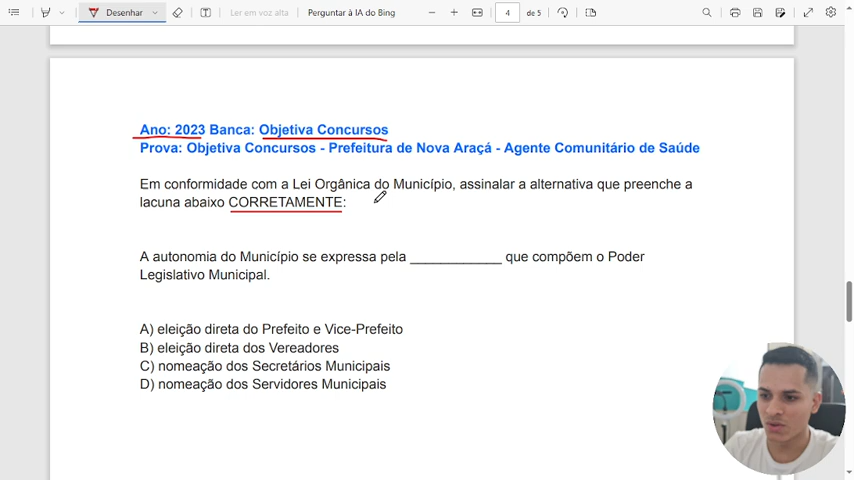 Desenhar
Ler em voz alta
Perguntar à IA do Bing
4
de 5
Ano: 2023 Banca: Objetiva Concursos
Prova: Objetiva Concursos - Prefeitura de Nova Araçá - Agente Comunitário de Saúde
Em conformidade com a Lei Orgânica do Município, assinalar a alternativa que preenche a
lacuna abaixo CORRETAMENTE:
A autonomia do Município se expressa pela ____________ que compõem o Poder
Legislativo Municipal.
A) eleição direta do Prefeito e Vice-Prefeito
B) eleição direta dos Vereadores
C) nomeação dos Secretários Municipais
D) nomeação dos Servidores Municipais